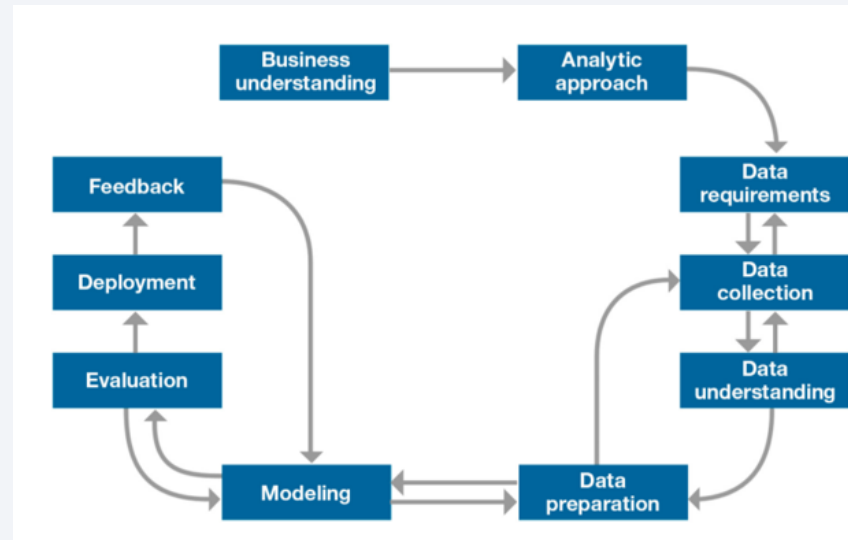 Business
understanding
Analytic
approach
Data
requirements
Data
collection
Data
understanding
Data
preparation
Modeling
Evaluation
Deployment
Feedback